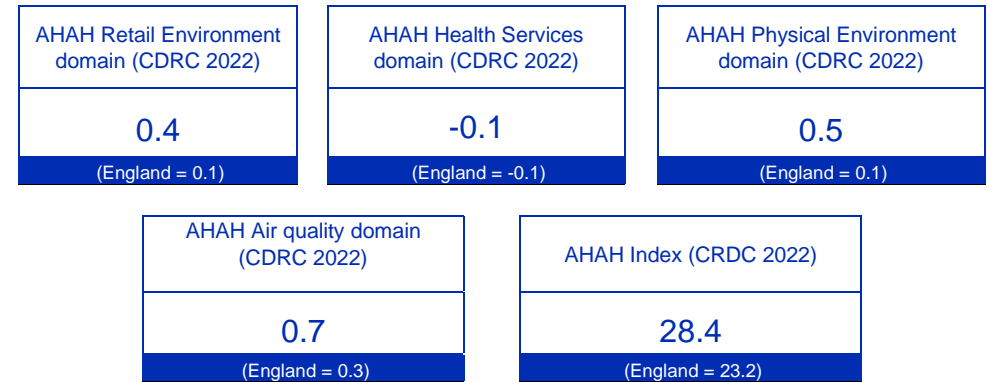 AHAH Retail Environment
domain (CDRC 2022)
0.4
(England = 0.1)
AHAH Health Services
domain (CDRC 2022)
-0.1
(England = -0.1)
AHAH Physical Environment
domain (CDRC 2022)
0.5
(England = 0.1)
AHAH Air quality domain
(CDRC 2022)
0.7
(England = 0.3)
AHAH Index (CRDC 2022)
28.4
(England = 23.2)